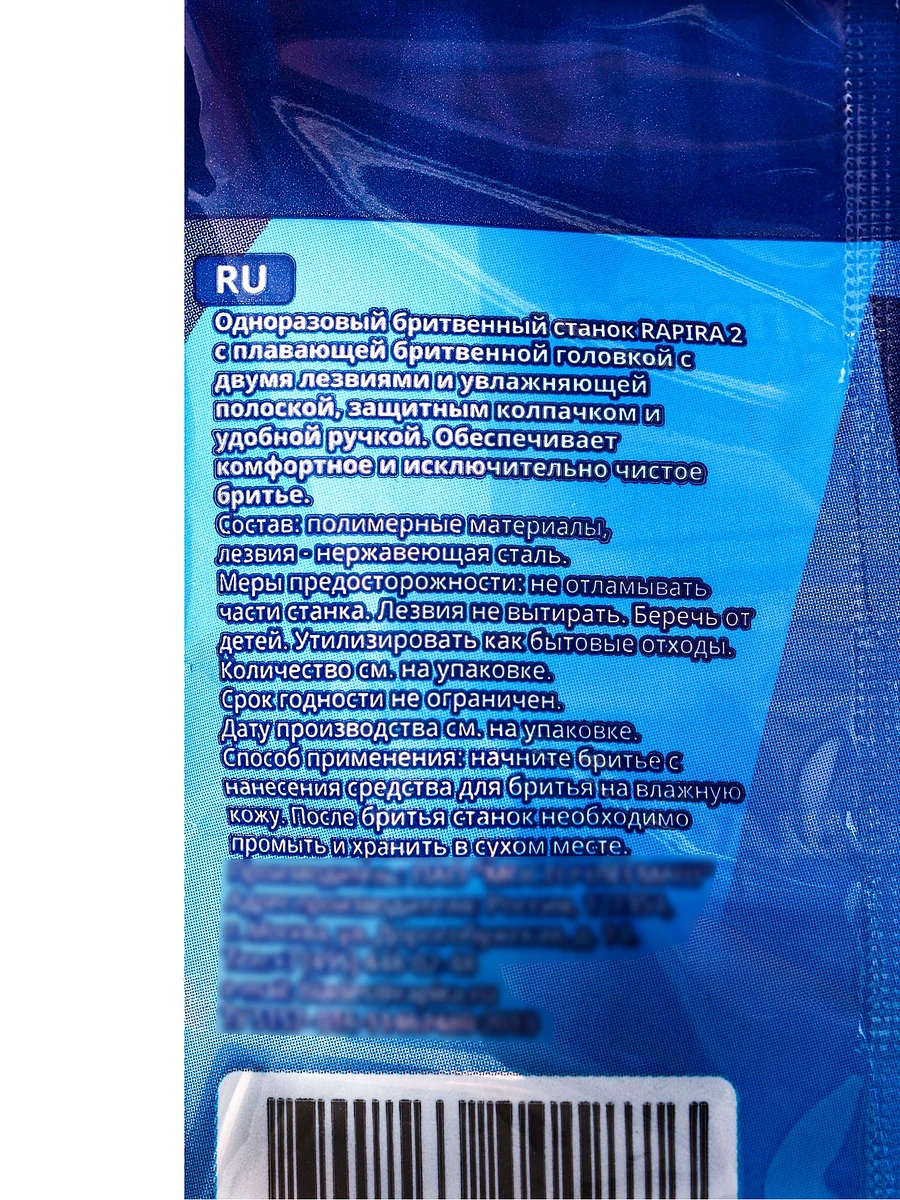 RU
Одноразовый бритвенный станок RAPIRA 2
с плавающей бритвенной головкой с
двумя лезвиями и увлажняющей
полоской, защитным колпачком и
удобной ручкой. Обеспечивает
комфортное и исключительно чистое
бритье.
Состав: полимерные материалы,
лезвия - нержавеющая сталь.
Меры предосторожности: не отламывать
части станка. Лезвия не вытирать. Беречь от
детей. Утилизировать как бытовые отходы.
Количество см. на упаковке.
Срок годности не ограничен.
Дату производства см. на упаковке.
Способ применения: начните бритье с
нанесения средства для бритья на влажную
кожу. После бритья станок необходимо
промыть и хранить в сухом месте.